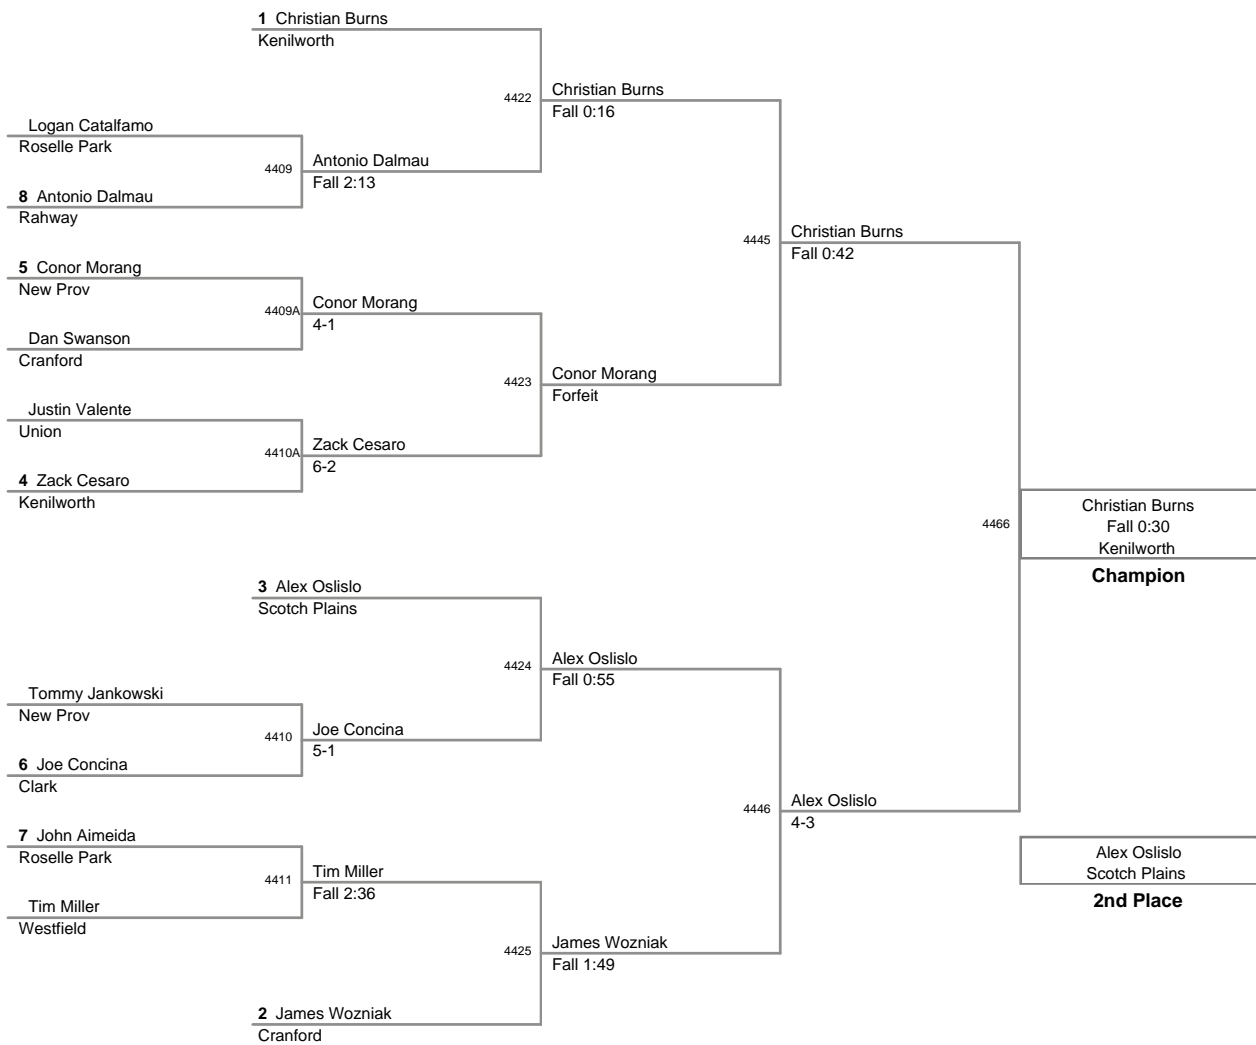 1 Christian Burns
Kenilworth
4422
Christian Burns
Fall 0:16
Logan Catalfamo
Roselle Park
4409
Antonio Dalmau
Fall 2:13
8 Antonio Dalmau
Rahway
4445
Christian Burns
Fall 0:42
5 Conor Morang
New Prov
4409A
Conor Morang
4-1
Dan Swanson
Cranford
4423
Conor Morang
Forfeit
Justin Valente
Union
4410A
Zack Cesaro
6-2
4 Zack Cesaro
Kenilworth
4466
Christian Burns
Fall 0:30
Kenilworth
Champion
3 Alex Oslislo
Scotch Plains
4424
Alex Oslislo
Fall 0:55
Tommy Jankowski
New Prov
4410
Joe Concina
5-1
6 Joe Concina
Clark
4446
Alex Oslislo
4-3
7 John Aimeida
Roselle Park
4411
Tim Miller
Fall 2:36
Tim Miller
Westfield
Alex Oslislo
Scotch Plains
2nd Place
4425
James Wozniak
Fall 1:49
2 James Wozniak
Cranford